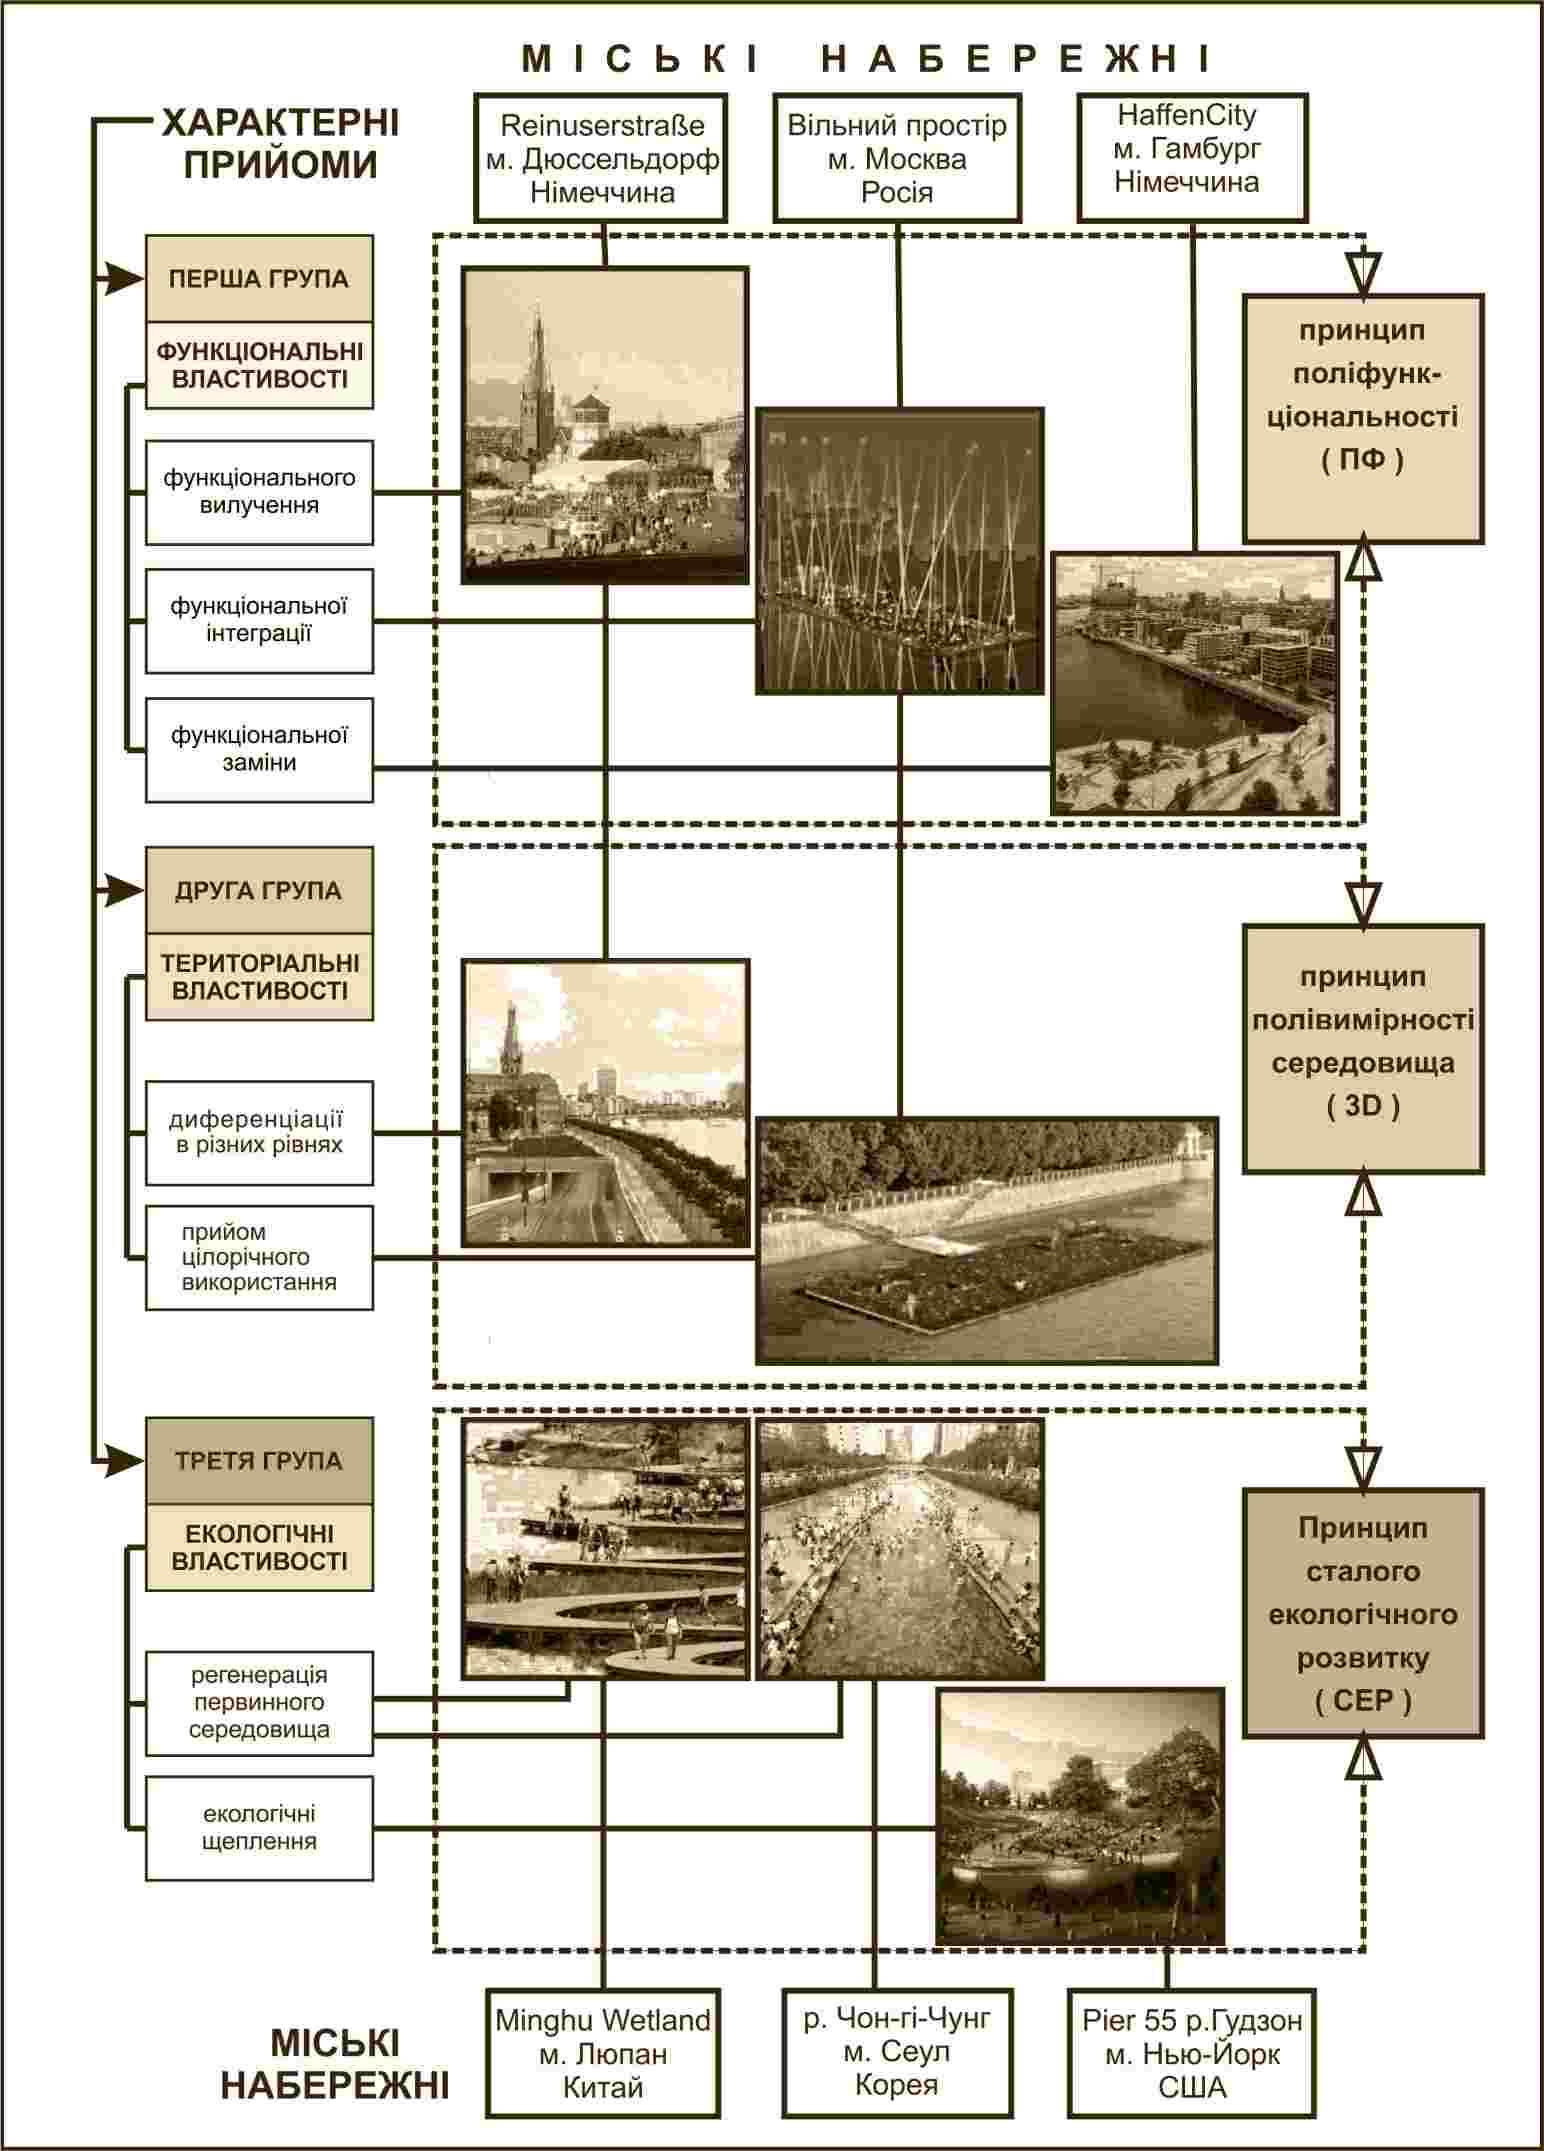 МІСЬКІ НАБЕРЕЖНІ
ХАРАКТЕРНІ
ПРИЙОМИ
Reinuserstraße
м. Дюссельдорф
Німеччина
Вільний простір
м. Москва
Росія
HaffenCity
м. Гамбург
Німеччина
ПЕРША ГРУПА
ФУНКЦІОНАЛЬНІ
ВЛАСТИВОСТІ
функціонального
вилучення
функціональної
інтеграції
функціональної
заміни
принцип
поліфунк-
ціональності
( ПФ )
ДРУГА ГРУПА
ТЕРИТОРІАЛЬНІ
ВЛАСТИВОСТІ
диференціації
в різних рівнях
прийом
цілорічного
використання
принцип
полівимірності
середовища
( 3D )
ТРЕТЯ ГРУПА
ЕКОЛОГІЧНІ
ВЛАСТИВОСТІ
регенерація
первинного
середовища
екологічні
щеплення
Принцип
сталого
екологічного
розвитку
( СЕР )
МІСЬКІ
НАБЕРЕЖНІ
Minghu Wetland
м. Люпан
Китай
р. Чон-гі-Чунг
м. Сеул
Корея
Pier 55 р.Гудзон
м. Нью-Йорк
США